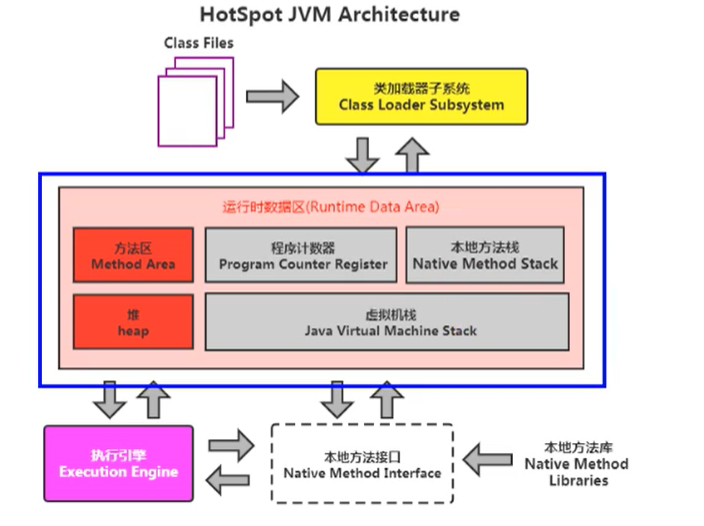 HotSpot JVM Architecture
Class Files
类加载器子系统
Class Loader Subsystem
运行时数据区(Runtime Data Area)
方法区
Method Area
程序计数器
Program Counter Register
本地方法栈
Native Method Stack
堆
heap
虚拟机栈
Java Virtual Machine Stack
执行引擎
Execution Engine
本地方法接口
Native Method Interface
本地方法库
Native Method
Libraries